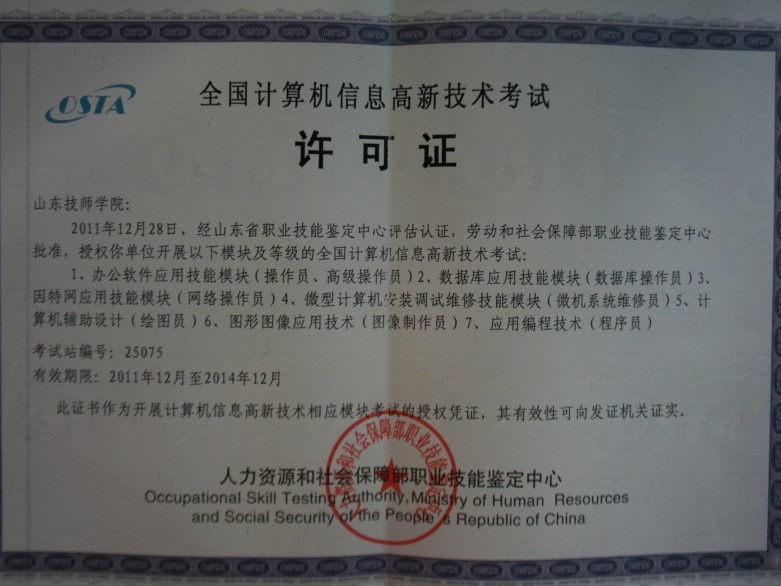 OSTA
全国计算机信息高新技术考试
许可证
山东技师学院:
2011年12月28日，经山东省职业技能鉴定中心评估认证，劳动和社会保障部职业技能鉴定中心
批准，授权你单位开展以下模块及等级的全国计算机信息高新技术考试:
1、办公软件应用技能模块(操作员、高级操作员)2、数据库应用技能模块(数据库操作员)3、
因特网应用技能模块(网络操作员)4、微型计算机安装调试维修技能模块(微机系统维修员)5、计
算机辅助设计(绘图员)6、图形图像应用技术(图像制作员)7、应用编程技术(程序员)
考试站编号: 25075
有效期限: 2011年12月至2014年12月
此证书作为开展计算机信息高新技术相应模块考试的授权凭证，其有效性可向发证机关证实。
人力资源和社会保障部职业技能鉴定中心
Occupational Skill Testing Authority, Ministry of Human Resources
and Social Security of the People's Republic of China